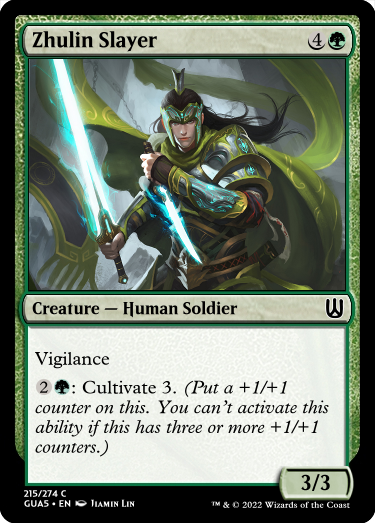 Zhulin Slayer 4
Creature — Human Soldier
Vigilance
2 : Cultivate 3. (Put a +1/+1
counter on this. You can't activate this
ability if this has three or more +1/+1
counters.)
3/3
215/274 C
GUA5 • EN Jiamin Lin
™ & © 2022 Wizards of the Coast